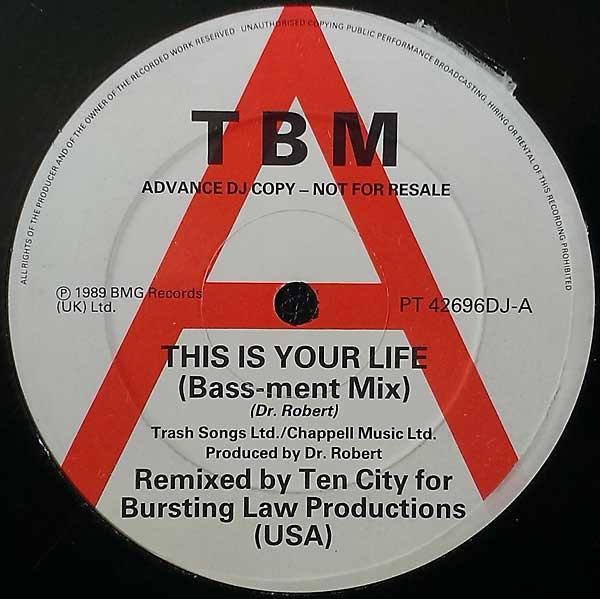 ALL RIGHTS OF THE PRODUCER AND OF THE OWNER OF THE RECORDED WORK RESERVED UNAUTHORISED COPYING PUBLIC PERFORMANCE BROADCASTING, HIRING OR RENTAL OF THIS RECORDING PROHIBITED
A
TBM
ADVANCE DJ COPY – NOT FOR RESALE
℗ 1989 BMG Records
(UK) Ltd.
PT 42696DJ-A
THIS IS YOUR LIFE
(Bass-ment Mix)
(Dr. Robert)
Trash Songs Ltd./Chappell Music Ltd.
Produced by Dr. Robert
Remixed by Ten City for
Bursting Law Productions
(USA)